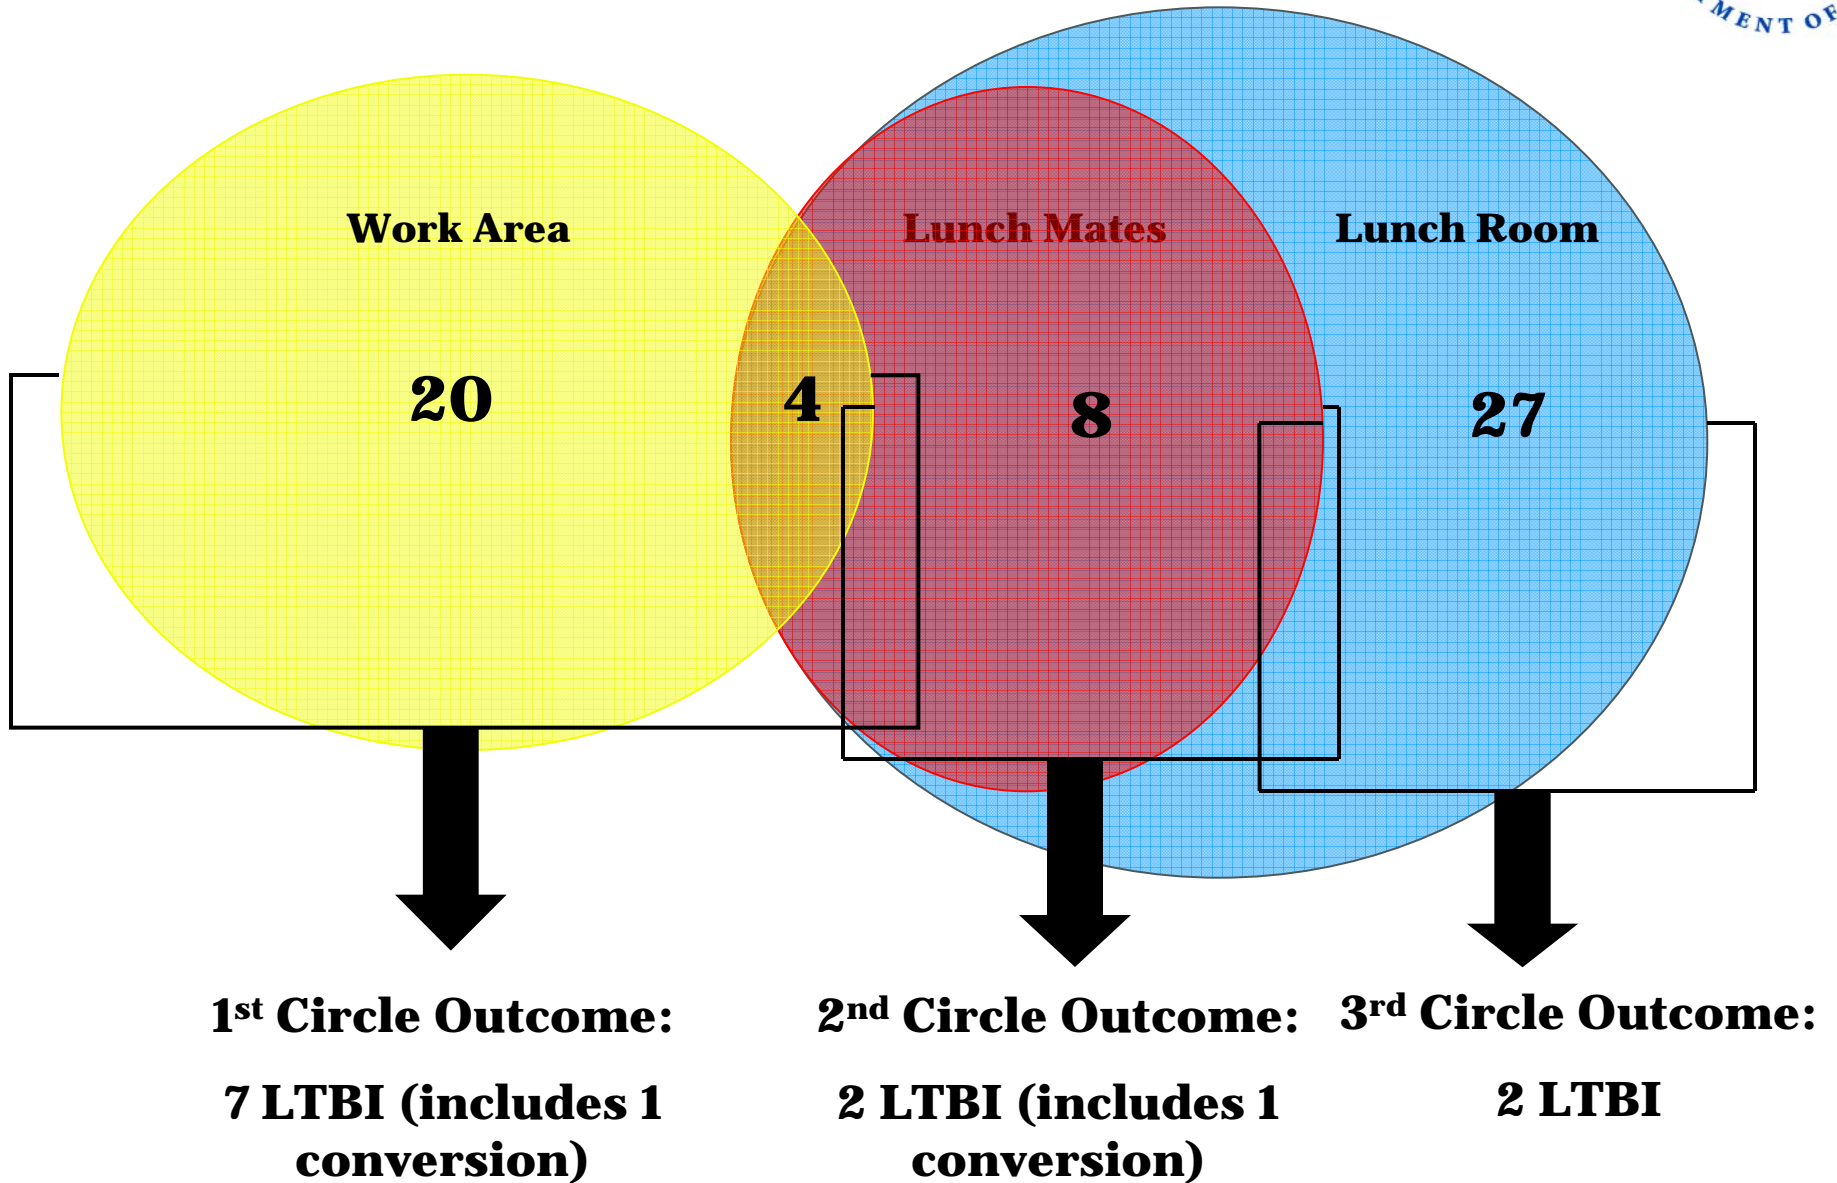 MENT OF
Work Area
Lunch Mates
Lunch Room
20
4
8
27
1st Circle Outcome:
7 LTBI (includes 1
conversion)
2nd Circle Outcome:
2 LTBI (includes 1
conversion)
3rd Circle Outcome:
2 LTBI